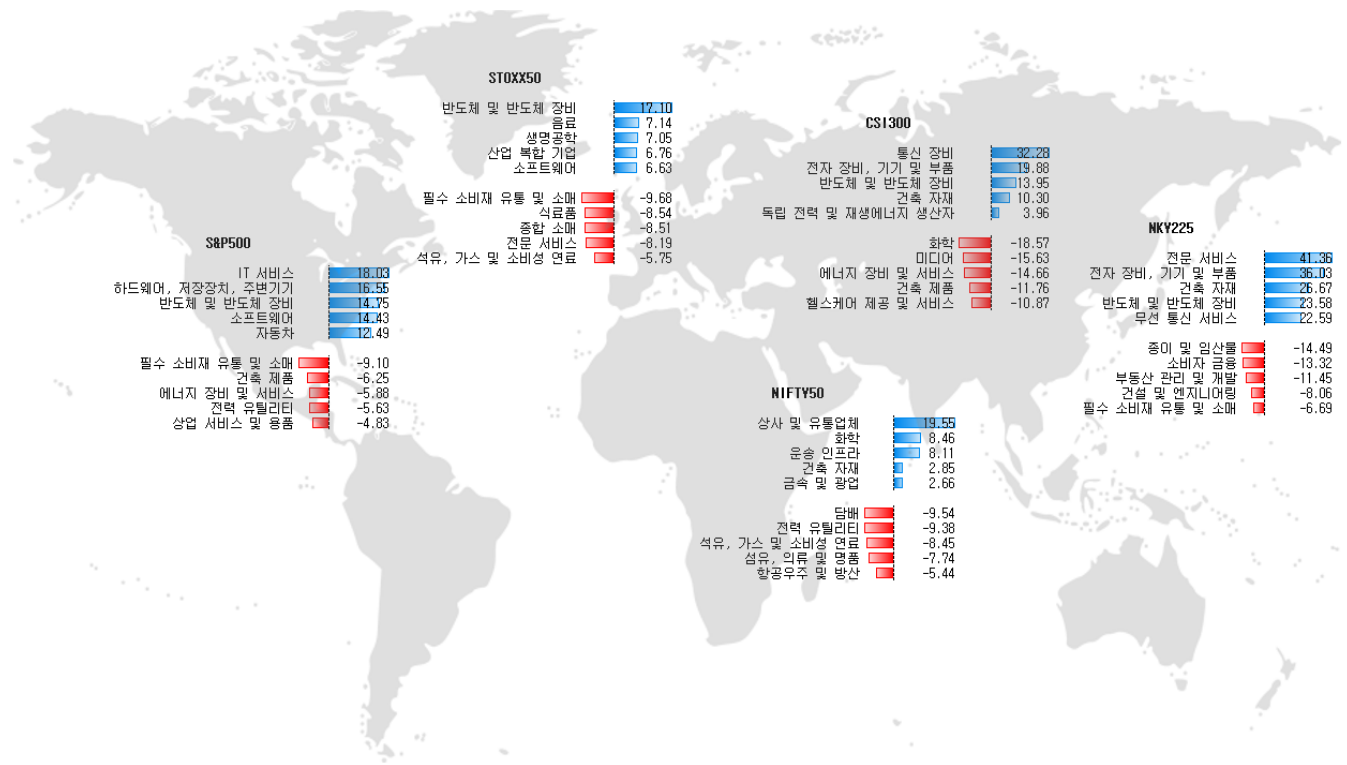 STOXX50
반도체 및 반도체 장비 17.10
음료 7.14
생명공학 7.05
산업 복합 기업 6.76
소프트웨어 6.63
필수 소비재 유통 및 소매 -9.68
식료품 -8.54
종합 소매 -8.51
전문 서비스 -8.19
석유, 가스 및 소비성 연료 -5.75
CSI300
통신 장비 32.28
전자 장비, 기기 및 부품 19.88
반도체 및 반도체 장비 13.95
건축 자재 10.30
독립 전력 및 재생에너지 생산자 3.96
화학 -18.57
미디어 -15.63
에너지 장비 및 서비스 -14.66
건축 제품 -11.76
헬스케어 제공 및 서비스 -10.87
S&P500
IT 서비스 18.03
하드웨어, 저장장치, 주변기기 16.55
반도체 및 반도체 장비 14.75
소프트웨어 14.43
자동차 12.49
필수 소비재 유통 및 소매 -9.10
건축 제품 -6.25
에너지 장비 및 서비스 -5.88
전력 유틸리티 -5.63
상업 서비스 및 용품 -4.83
NKY225
전문 서비스 41.36
전자 장비, 기기 및 부품 36.03
건축 자재 26.67
반도체 및 반도체 장비 23.58
무선 통신 서비스 22.59
종이 및 임산물 -14.49
소비자 금융 -13.32
부동산 관리 및 개발 -11.45
건설 및 엔지니어링 -8.06
필수 소비재 유통 및 소매 -6.69
NIFTY50
상사 및 유통업체 19.55
화학 8.46
운송 인프라 8.11
건축 자재 2.85
금속 및 광업 2.66
담배 -9.54
전력 유틸리티 -9.38
석유, 가스 및 소비성 연료 -8.45
섬유, 의류 및 명품 -7.74
항공우주 및 방산 -5.44